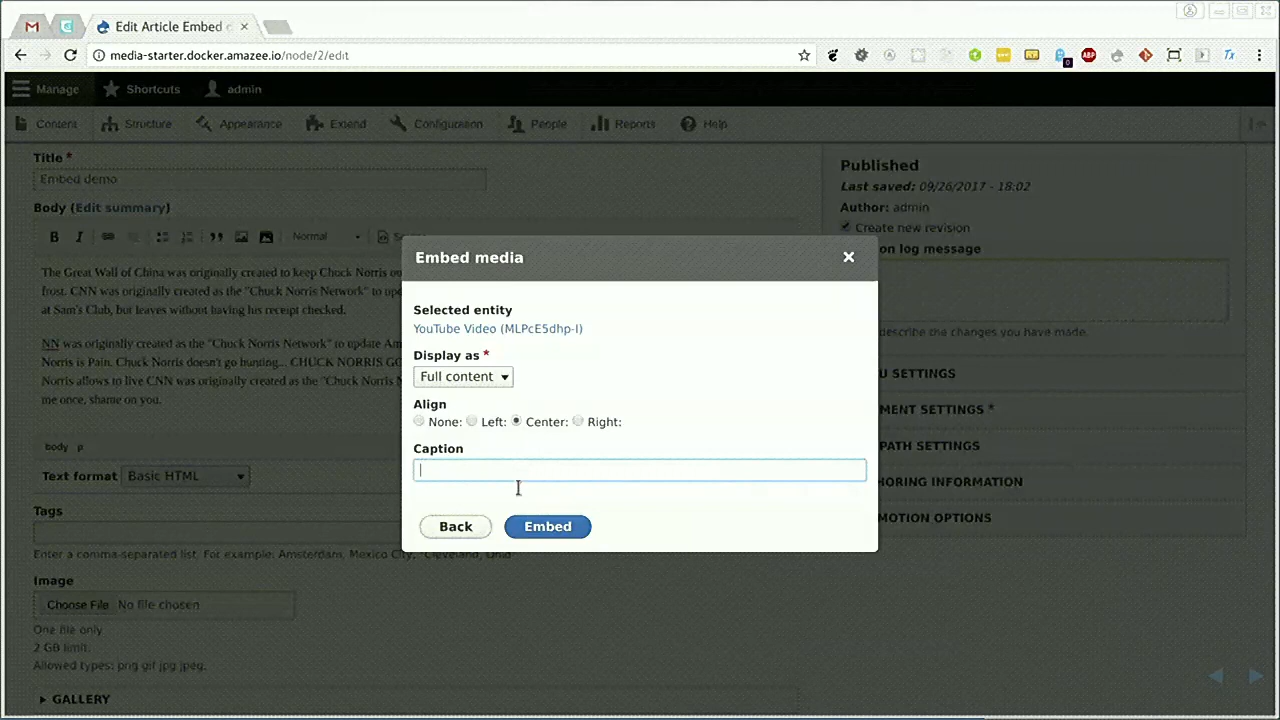 Edit Article Embed
media-starter.docker.amazee.io/node/2/edit
ABP
0
Tx
Manage
Shortcuts
admin
Content
Structure
Appearance
Extend
Configuration
People
Reports
Help
Title *
Embed demo
Body (Edit summary)
B I
Normal
The Great Wall of China was originally created to keep Chuck Norris
frost. CNN was originally created as the "Chuck Norris Network" to
at Sam's Club, but leaves without having his receipt checked.
NN was originally created as the "Chuck Norris Network" to update
Norris is Pain. Chuck Norris doesn't go hunting... CHUCK NORRIS
Norris allows to live CNN was originally created as the "Chuck Norris
me once, shame on you.
body p
Text format Basic HTML
Tags
Enter a comma-separated list. For example: Amsterdam, Mexico City, "Cleveland, Ohio"
Image
Choose File No file chosen
One file only.
2 GB limit.
Allowed types: png gif jpg jpeg.
GALLERY
Published
Last saved: 09/26/2017 - 18:02
Author: admin
Create new revision
on log message
describe the changes you have made.
U SETTINGS
MENT SETTINGS *
PATH SETTINGS
HORING INFORMATION
MOTION OPTIONS
Embed media
Selected entity
YouTube Video (MLPcE5dhp-I)
Display as *
Full content
Align
None: Left: Center: Right:
Caption
Back
Embed